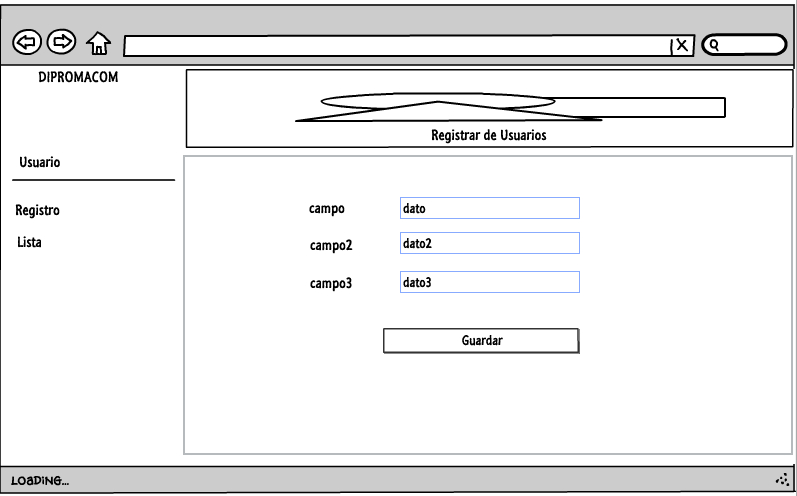 DIPROMACOM
Registrar de Usuarios
Usuario
Registro
Lista
campo dato
campo2 dato2
campo3 dato3
Guardar
LOADING...